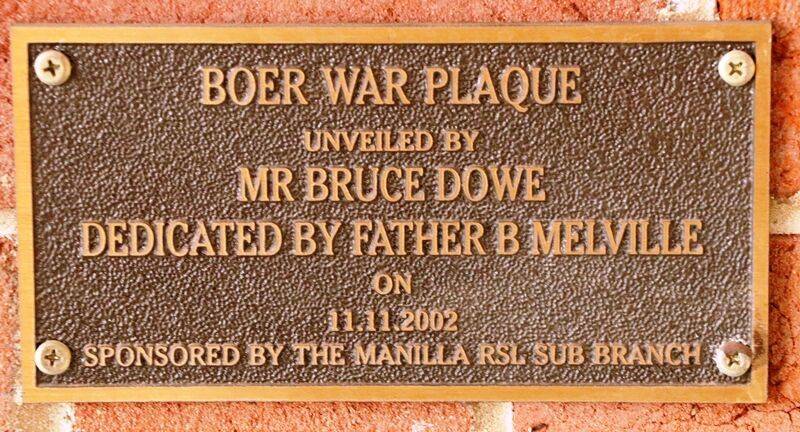 BOER WAR PLAQUE
UNVEILED BY
MR BRUCE DOWE
DEDICATED BY FATHER B MELVILLE
ON
11.11.2002
SPONSORED BY THE MANILLA RSL SUB BRANCH